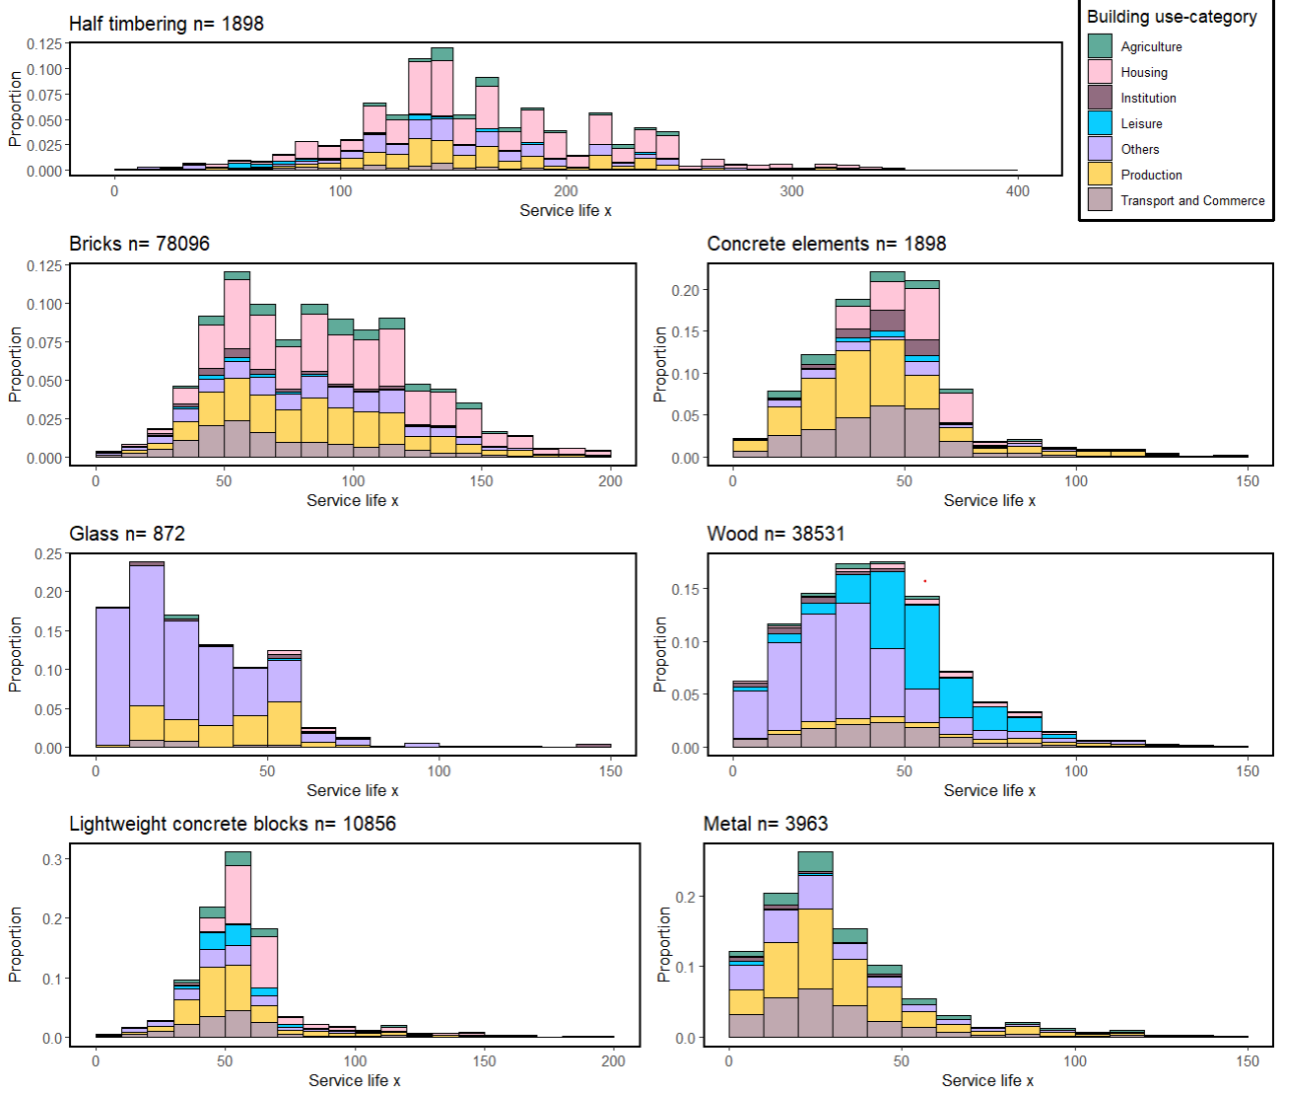 Half timbering n= 1898
Proportion
0.125
0.100
0.075
0.050
0.025
0.000
0 100 200 300 400
Service life x
Building use-category
Agriculture
Housing
Institution
Leisure
Others
Production
Transport and Commerce
Bricks n= 78096
Proportion
0.125
0.100
0.075
0.050
0.025
0.000
0 50 100 150 200
Service life x
Concrete elements n= 1898
Proportion
0.20
0.15
0.10
0.05
0.00
0 50 100 150
Service life x
Glass n= 872
Proportion
0.25
0.20
0.15
0.10
0.05
0.00
0 50 100 150
Service life x
Wood n= 38531
Proportion
0.15
0.10
0.05
0.00
0 50 100 150
Service life x
Lightweight concrete blocks n= 10856
Proportion
0.3
0.2
0.1
0.0
0 50 100 150 200
Service life x
Metal n= 3963
Proportion
0.2
0.1
0.0
0 50 100 150
Service life x